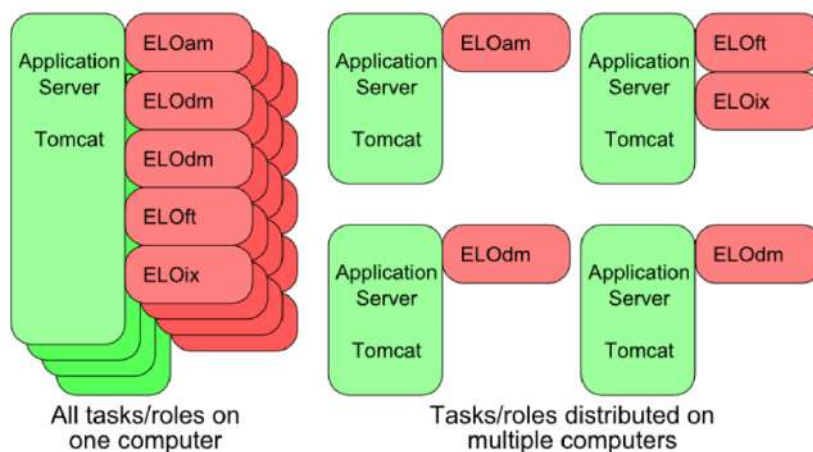 Application
Server
Tomcat
ELOam
ELOdm
ELOdm
ELOft
ELOix
All tasks/roles on
one computer
Application
Server
Tomcat
ELOam
Application
Server
Tomcat
ELOft
ELOix
Application
Server
Tomcat
ELOdm
Application
Server
Tomcat
ELOdm
Tasks/roles distributed on
multiple computers